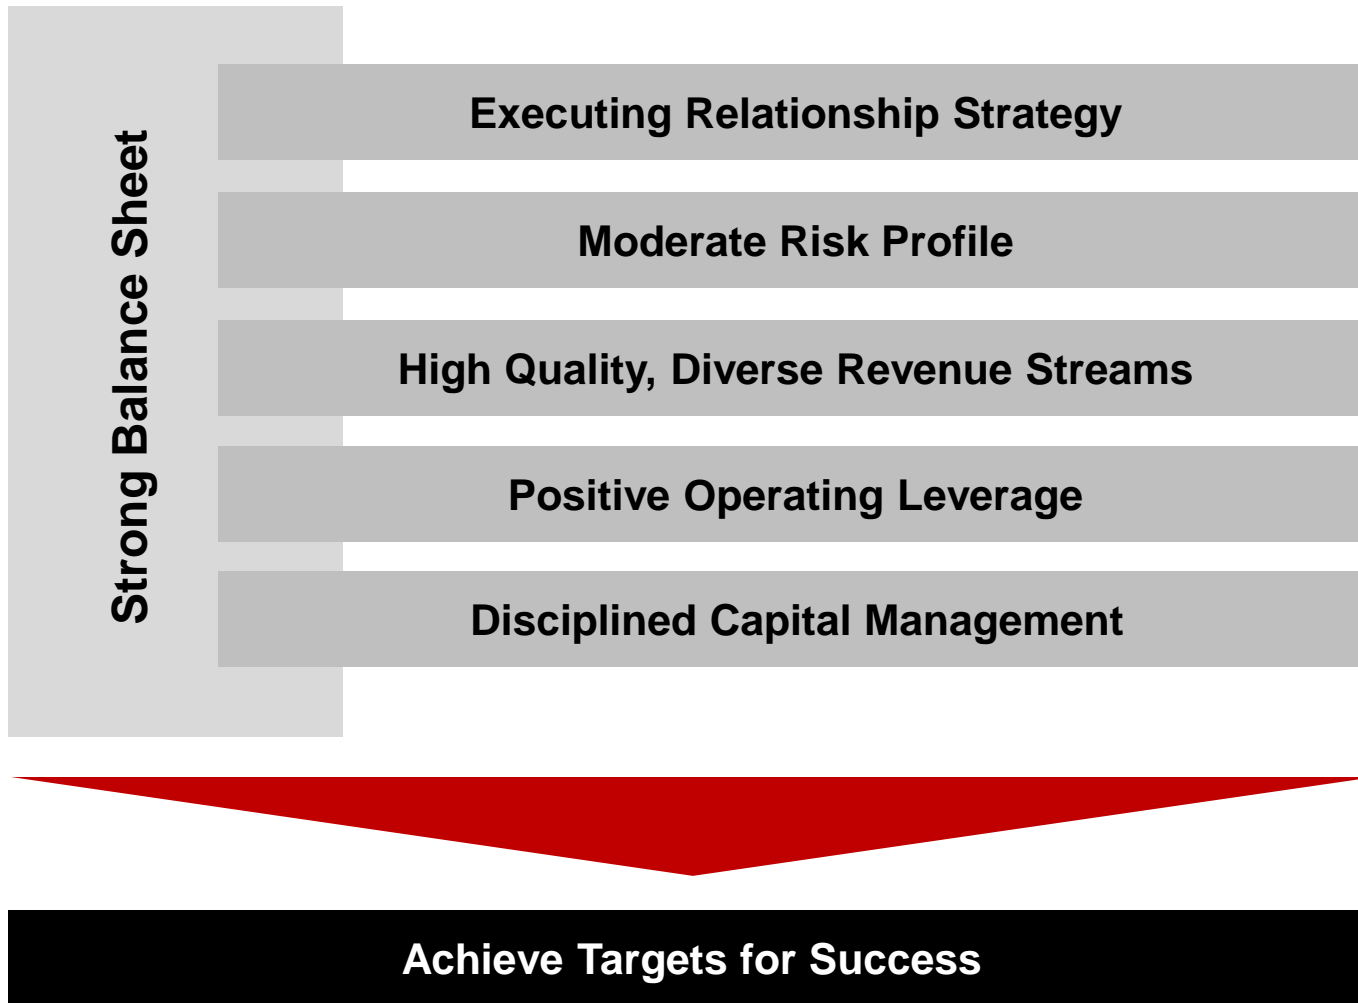 Strong Balance Sheet
Executing Relationship Strategy
Moderate Risk Profile
High Quality, Diverse Revenue Streams
Positive Operating Leverage
Disciplined Capital Management
Achieve Targets for Success